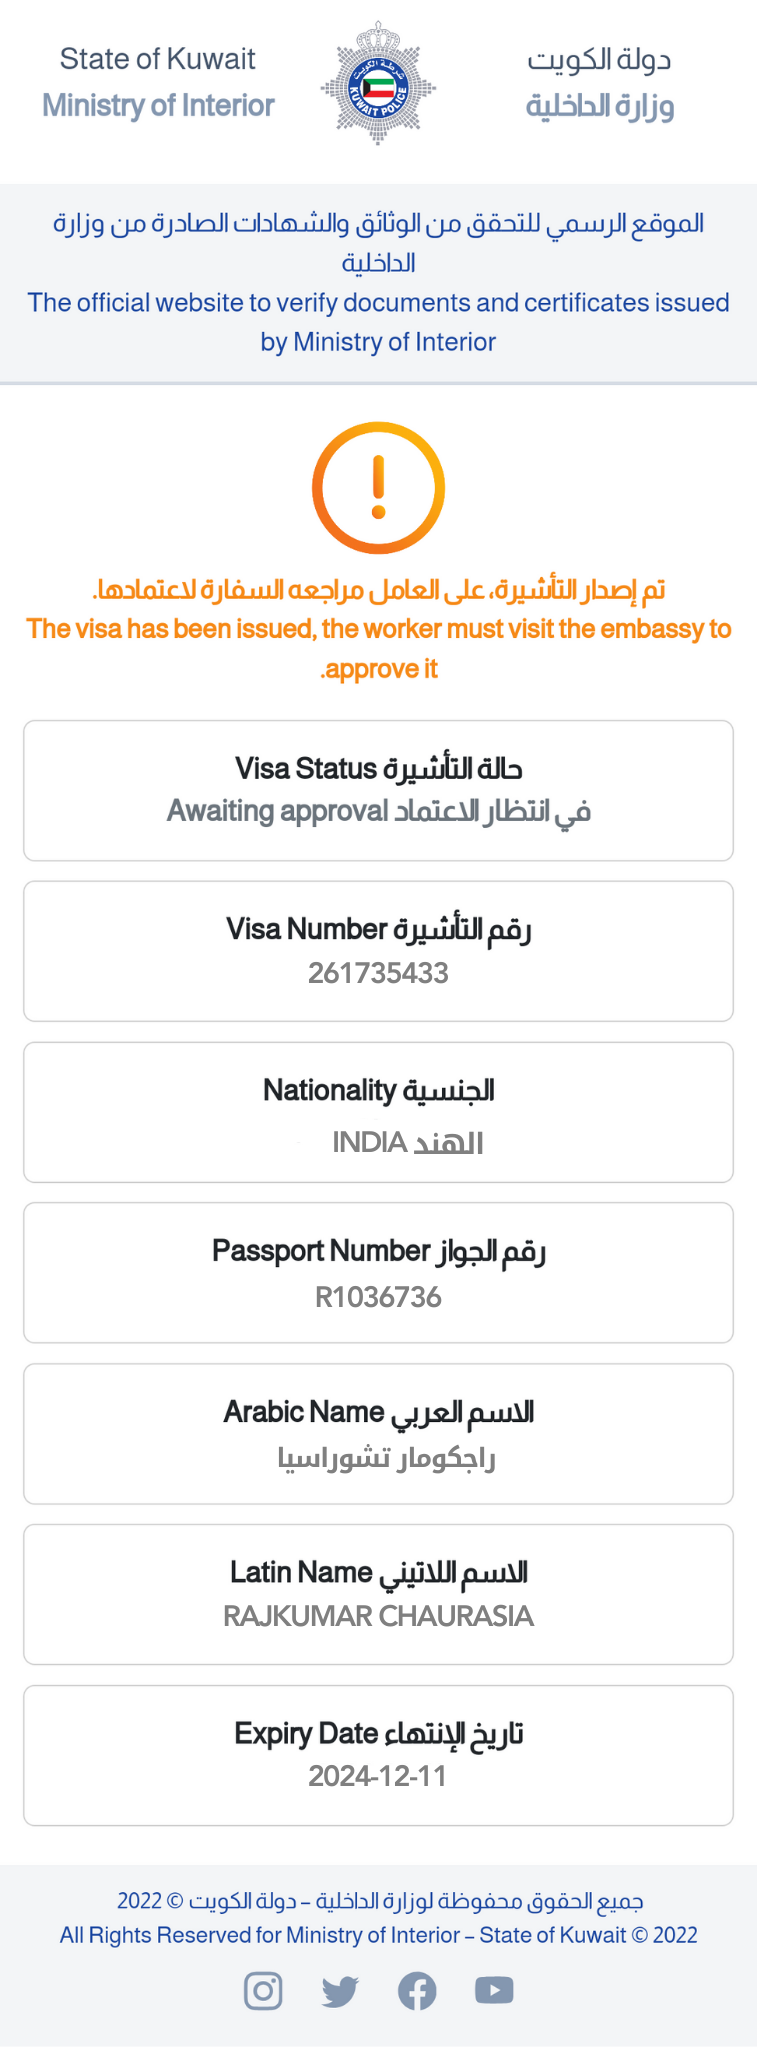 State of Kuwait
Ministry of Interior
دولة الكويت
وزارة الداخلية
شرطة الكويت
KUWAIT POLICE
الموقع الرسمي للتحقق من الوثائق والشهادات الصادرة من وزارة
الداخلية
The official website to verify documents and certificates issued
by Ministry of Interior
تم إصدار التأشيرة، على العامل مراجعه السفارة لاعتمادها.
The visa has been issued, the worker must visit the embassy to
.approve it
Visa Status حالة التأشيرة
Awaiting approval في انتظار الاعتماد
Visa Number رقم التأشيرة
261735433
Nationality الجنسية
INDIA الهند
Passport Number رقم الجواز
R1036736
Arabic Name الاسم العربي
راجكومار تشوراسيا
Latin Name الاسم اللاتيني
RAJKUMAR CHAURASIA
Expiry Date تاريخ الإنتهاء
2024-12-11
جميع الحقوق محفوظة لوزارة الداخلية – دولة الكويت © 2022
All Rights Reserved for Ministry of Interior – State of Kuwait © 2022